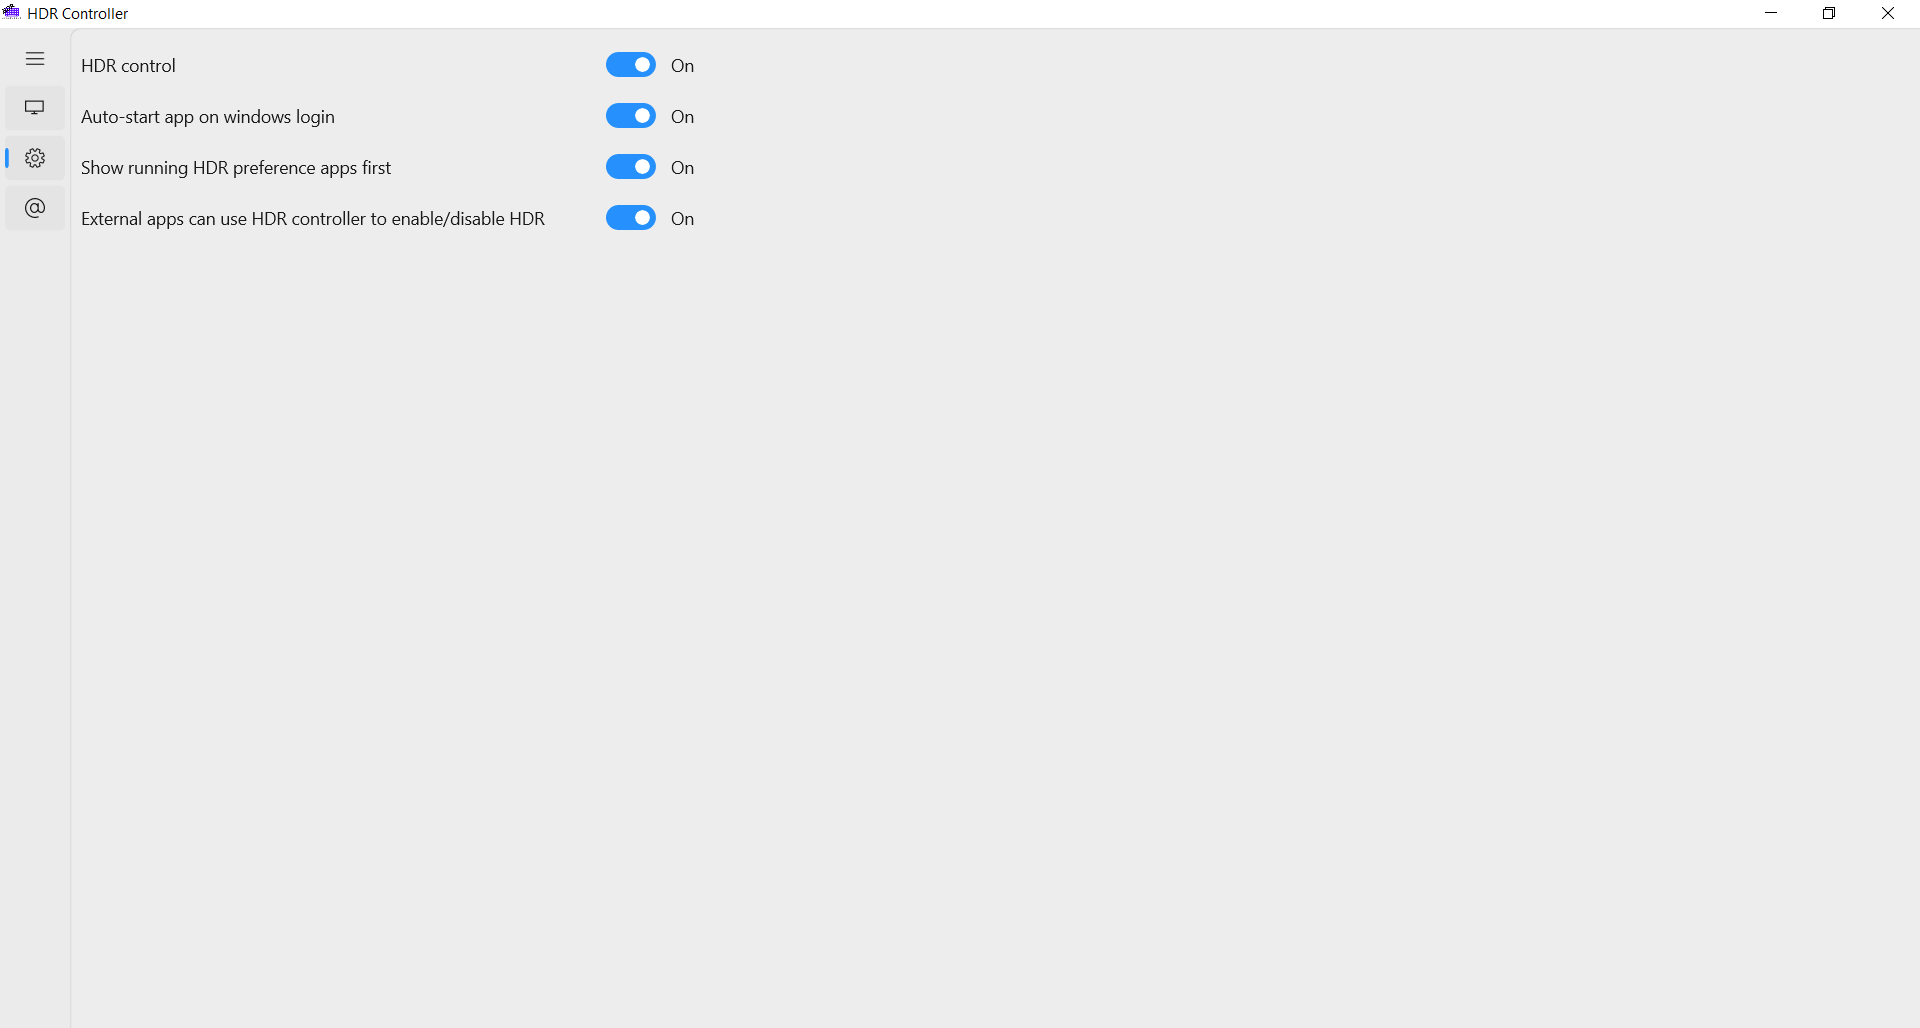 HDR Controller
HDR control On
Auto-start app on windows login On
Show running HDR preference apps first On
External apps can use HDR controller to enable/disable HDR On